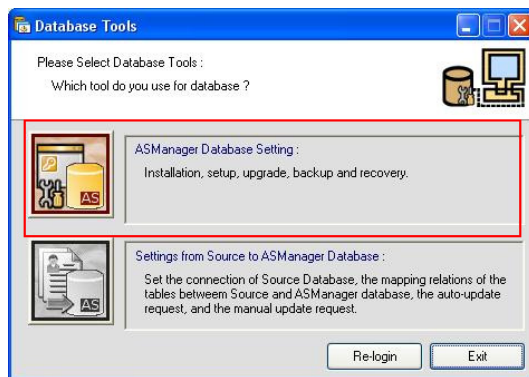 Database Tools
Please Select Database Tools :
Which tool do you use for database ?
ASManager Database Setting :
Installation, setup, upgrade, backup and recovery.
AS
Settings from Source to ASManager Database :
Set the connection of Source Database, the mapping relations of the
tables betweem Source and ASManager database, the auto-update
request, and the manual update request.
AS
Re-login
Exit